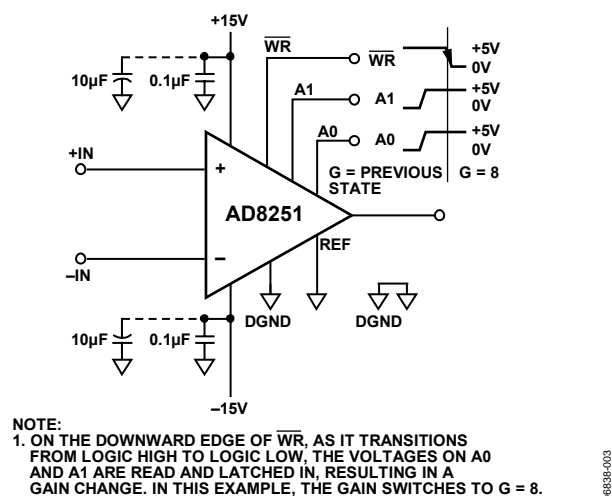 +15V
WR
WR
+5V
0V
10µF
0.1µF
A1
A1
+5V
0V
A0
A0
+5V
0V
+IN
G = PREVIOUS
STATE
G = 8
+
AD8251
–
REF
–IN
DGND
DGND
10µF
0.1µF
–15V
NOTE:
1. ON THE DOWNWARD EDGE OF WR, AS IT TRANSITIONS
FROM LOGIC HIGH TO LOGIC LOW, THE VOLTAGES ON A0
AND A1 ARE READ AND LATCHED IN, RESULTING IN A
GAIN CHANGE. IN THIS EXAMPLE, THE GAIN SWITCHES TO G = 8.